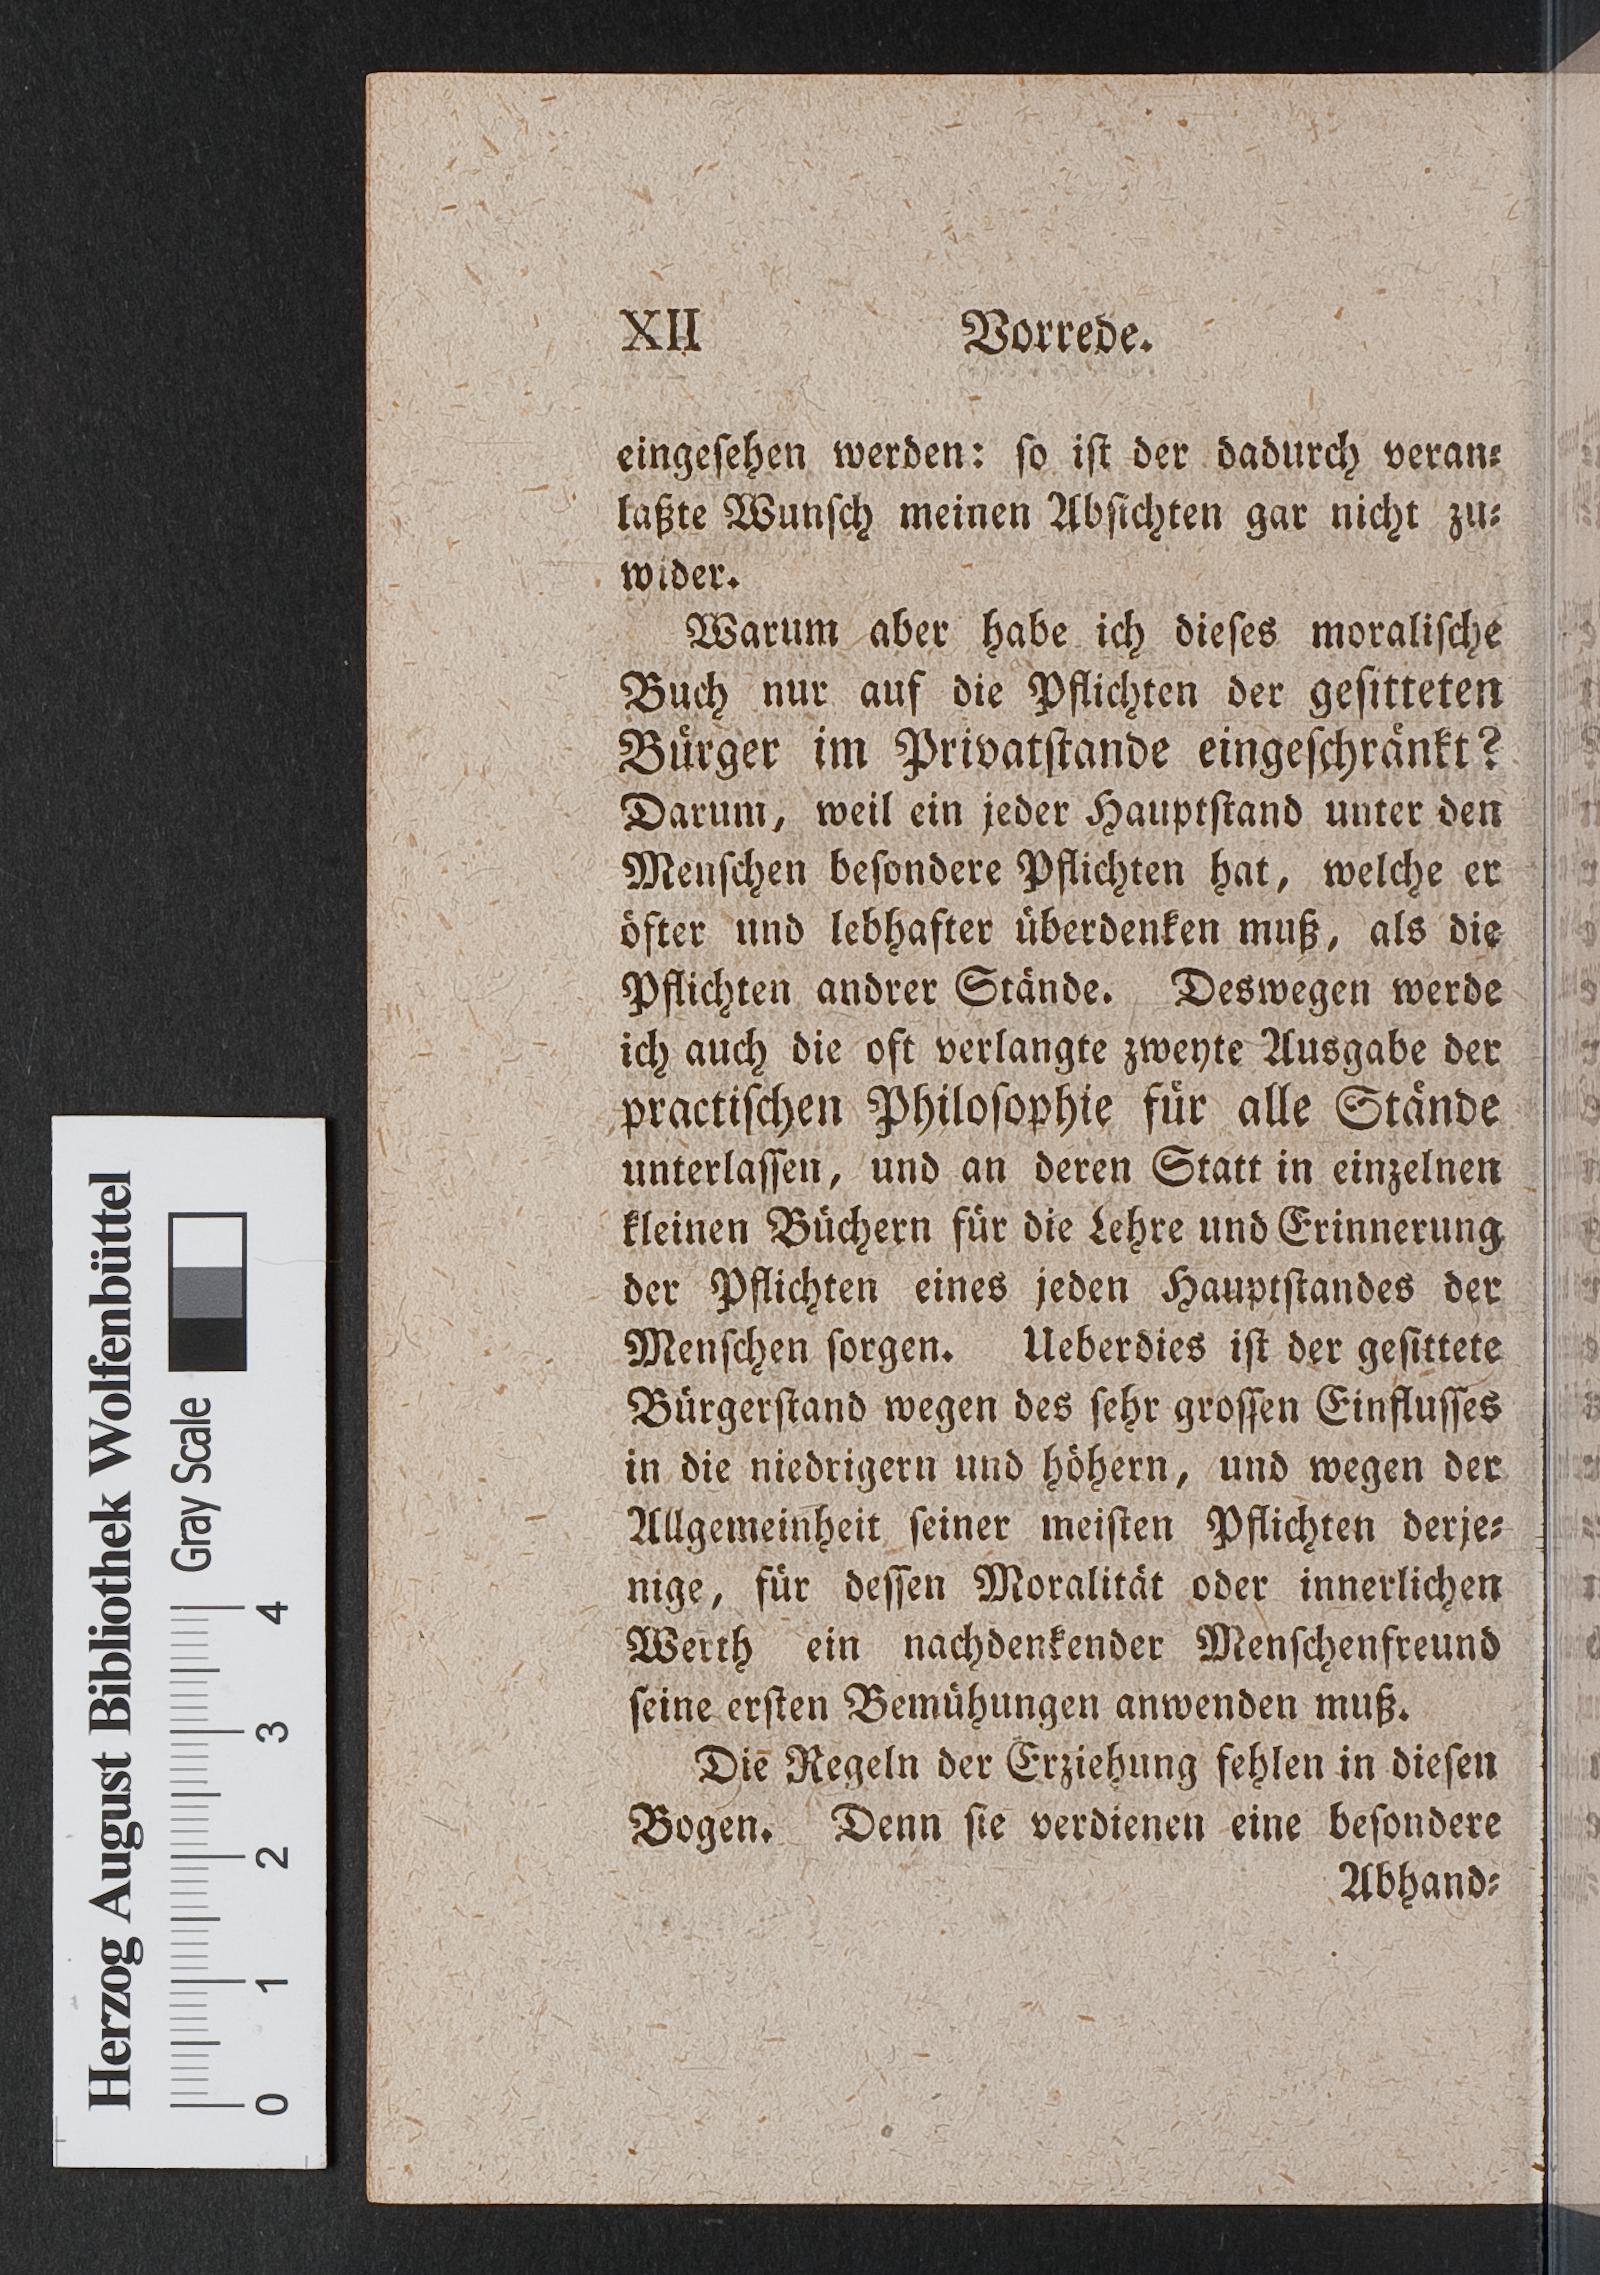 XII Vorrede.
eingeſehen werden: ſo iſt der dadurch veran⸗
laßte Wunſch meinen Abſichten gar nicht zu⸗
wider.
Warum aber habe ich dieſes moraliſche
Buch nur auf die Pflichten der geſitteten
Bürger im Privatſtande eingeſchränkt?
Darum, weil ein jeder Hauptſtand unter den
Menſchen beſondere Pflichten hat, welche er
öfter und lebhafter überdenken muß, als die
Pflichten andrer Stände. Deswegen werde
ich auch die oft verlangte zweyte Ausgabe der
practiſchen Philoſophie für alle Stände
unterlaſſen, und an deren Statt in einzelnen
kleinen Büchern für die Lehre und Erinnerung
der Pflichten eines jeden Hauptſtandes der
Menſchen ſorgen. Ueberdies iſt der geſittete
Bürgerſtand wegen des ſehr groſſen Einfluſſes
in die niedrigern und höhern, und wegen der
Allgemeinheit ſeiner meiſten Pflichten derje⸗
nige, für deſſen Moralität oder innerlichen
Werth ein nachdenkender Menſchenfreund
ſeine erſten Bemühungen anwenden muß.
Die Regeln der Erziehung fehlen in dieſen
Bogen. Denn ſie verdienen eine beſondere
Abhand⸗
Herzog August Bibliothek Wolfenbüttel
0 1 2 3 4 Gray Scale